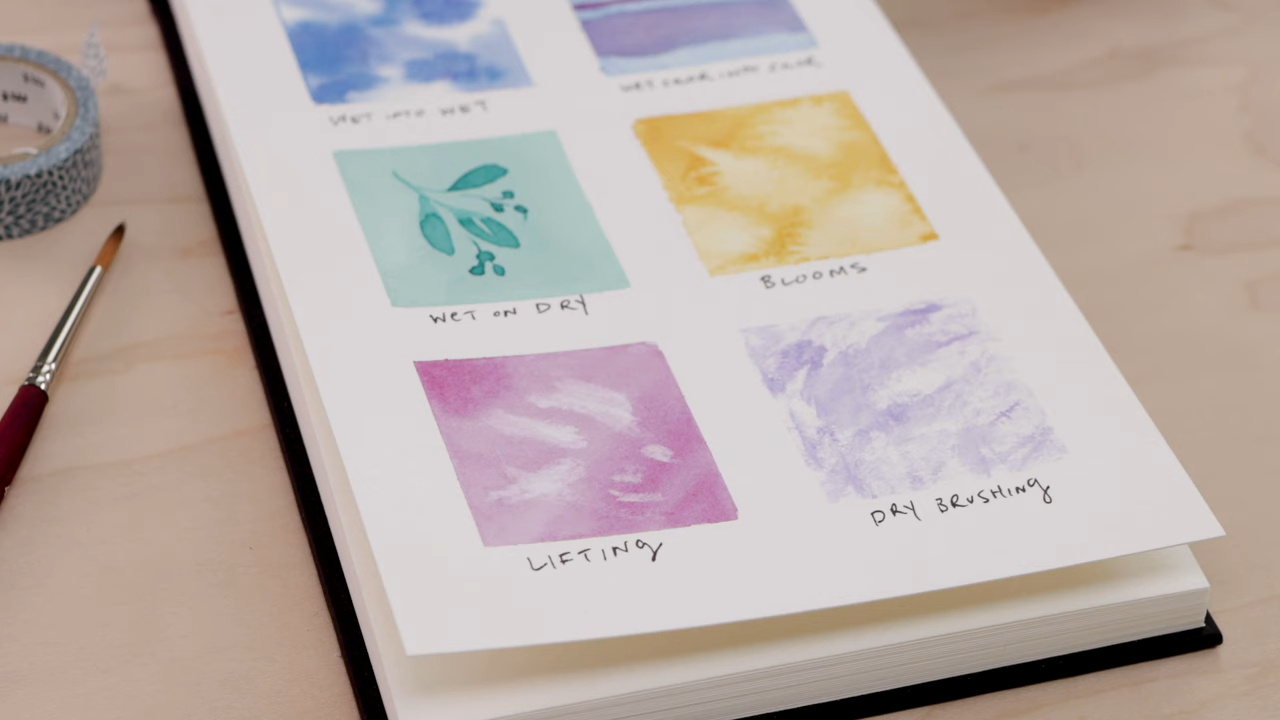 WET INTO WET
WET ON DRY
BLOOMS
LIFTING
DRY BRUSHING